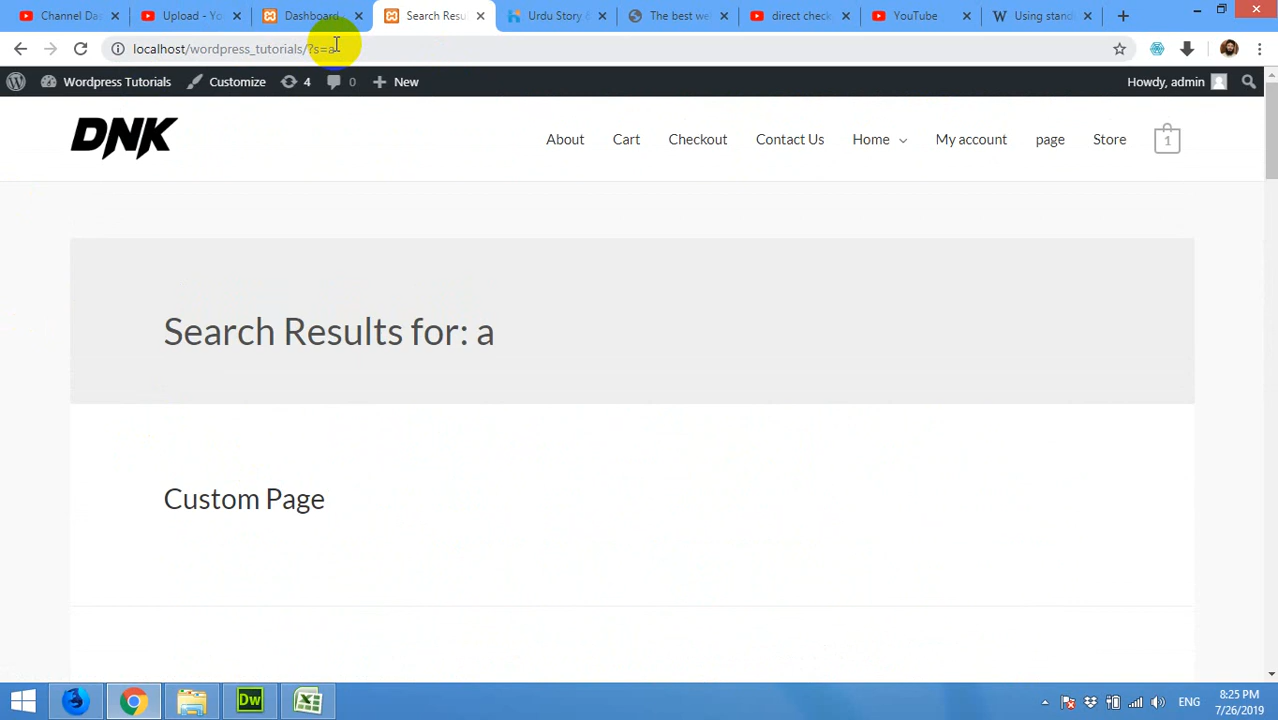 Channel Da
Upload - Yo
Dashboard
Search Resu
Urdu Story &
The best we
direct check
YouTube
Using stand
localhost/wordpress_tutorials/?s=a
Wordpress Tutorials
Customize
4
0
New
Howdy, admin
DNK
About
Cart
Checkout
Contact Us
Home
My account
page
Store
1
Search Results for: a
Custom Page
Dw
ENG
8:25 PM
7/26/2019